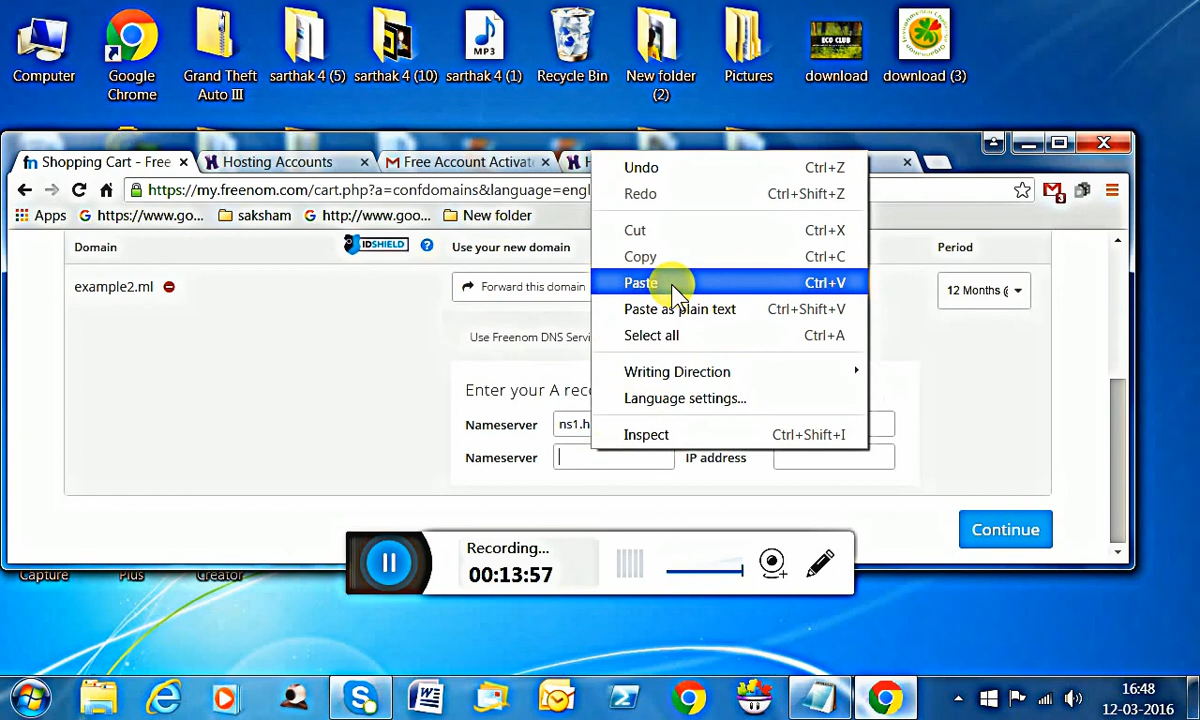 Computer
Google
Chrome
Grand Theft
Auto III
sarthak 4 (5)
sarthak 4 (10)
MP3
sarthak 4 (1)
Recycle Bin
New folder
(2)
Pictures
ECO CLUB
download
download (3)
fn Shopping Cart - Free
Hosting Accounts
Free Account Activat
H
https://my.freenom.com/cart.php?a=confdomains&language=engl
3
Apps
https://www.go...
saksham
http://www.goo...
New folder
Undo Ctrl+Z
Redo Ctrl+Shift+Z
Cut Ctrl+X
Copy Ctrl+C
Paste Ctrl+V
Paste as plain text Ctrl+Shift+V
Select all Ctrl+A
Writing Direction
Language settings...
Inspect Ctrl+Shift+I
Domain
IDSHIELD
?
Use your new domain
Period
example2.ml
Forward this domain
12 Months (
Use Freenom DNS Servi
Enter your A reco
Nameserver
ns1.h
Nameserver
IP address
Continue
Recording...
00:13:57
Capture
Plus
Creator
16:48
12-03-2016